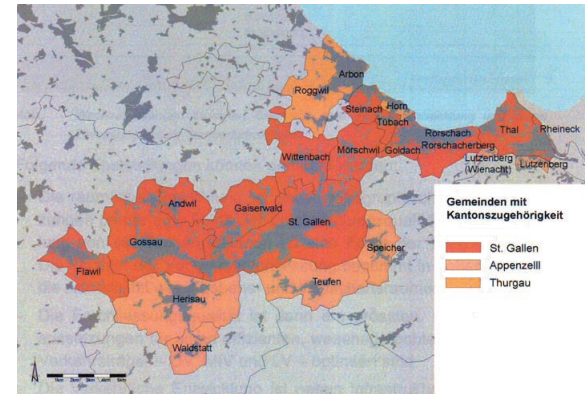 Arbon
Roggwil
Steinach
Horn
Tübach
Thal
Rorschach
Rheineck
Wittenbach
Mörschwil
Goldach
Rorschacherberg
Lutzenberg
(Wienacht)
Lutzenberg
Andwil
Gaiserwald
St. Gallen
Gossau
Speicher
Flawil
Teufen
Herisau
Waldstatt
Gemeinden mit
Kantonszugehörigkeit
St. Gallen
Appenzelll
Thurgau
N